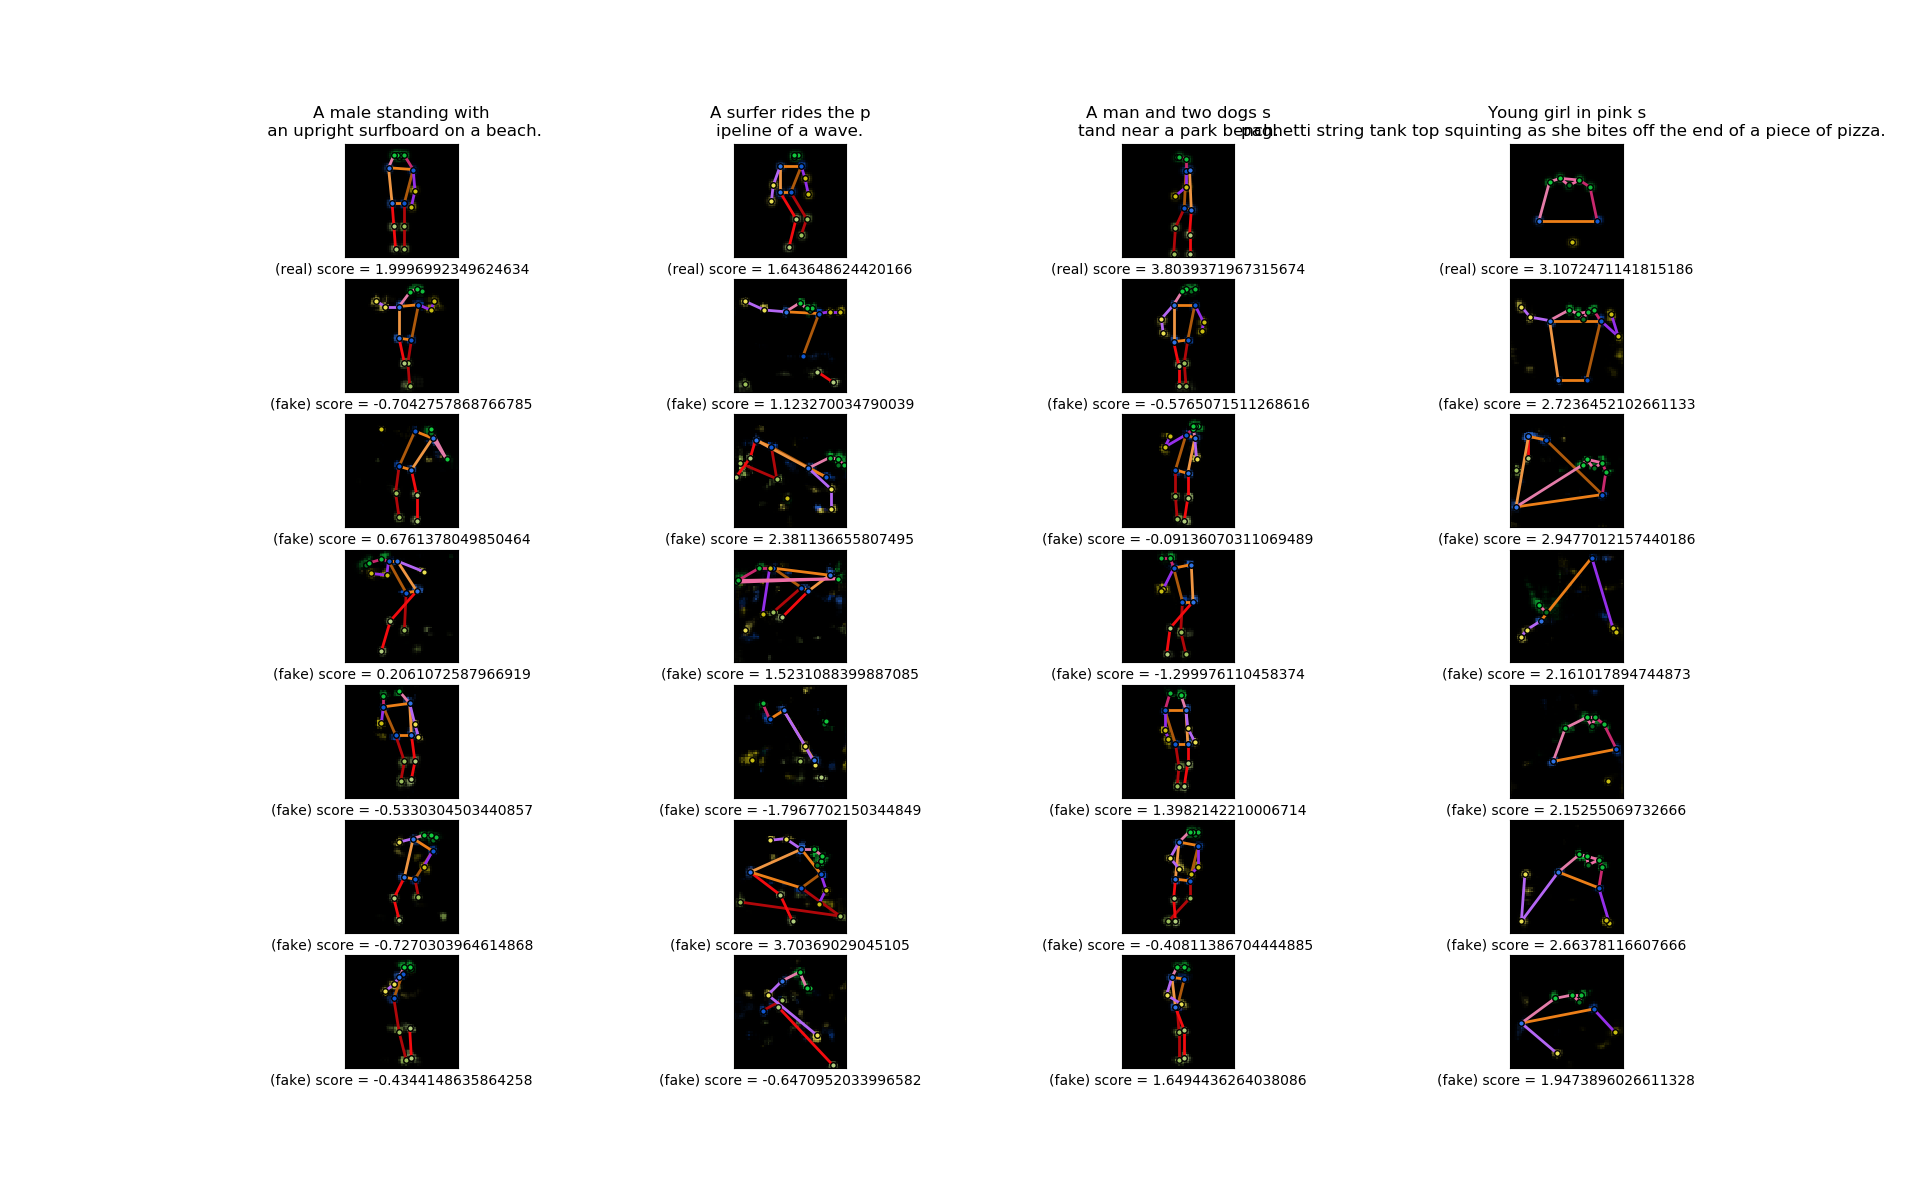 A male standing with
an upright surfboard on a beach.
A surfer rides the p
ipeline of a wave.
A man and two dogs s
tand near a park bench.
Young girl in pink s
paghetti string tank top squinting as she bites off the end of a piece of pizza.
(real) score = 1.9996992349624634
(real) score = 1.643648624420166
(real) score = 3.8039371967315674
(real) score = 3.1072471141815186
(fake) score = -0.7042757868766785
(fake) score = 1.123270034790039
(fake) score = -0.5765071511268616
(fake) score = 2.7236452102661133
(fake) score = 0.6761378049850464
(fake) score = 2.381136655807495
(fake) score = -0.09136070311069489
(fake) score = 2.9477012157440186
(fake) score = 0.2061072587966919
(fake) score = 1.5231088399887085
(fake) score = -1.299976110458374
(fake) score = 2.161017894744873
(fake) score = -0.5330304503440857
(fake) score = -1.7967702150344849
(fake) score = 1.3982142210006714
(fake) score = 2.15255069732666
(fake) score = -0.7270303964614868
(fake) score = 3.70369029045105
(fake) score = -0.40811386704444885
(fake) score = 2.66378116607666
(fake) score = -0.4344148635864258
(fake) score = -0.6470952033996582
(fake) score = 1.6494436264038086
(fake) score = 1.9473896026611328